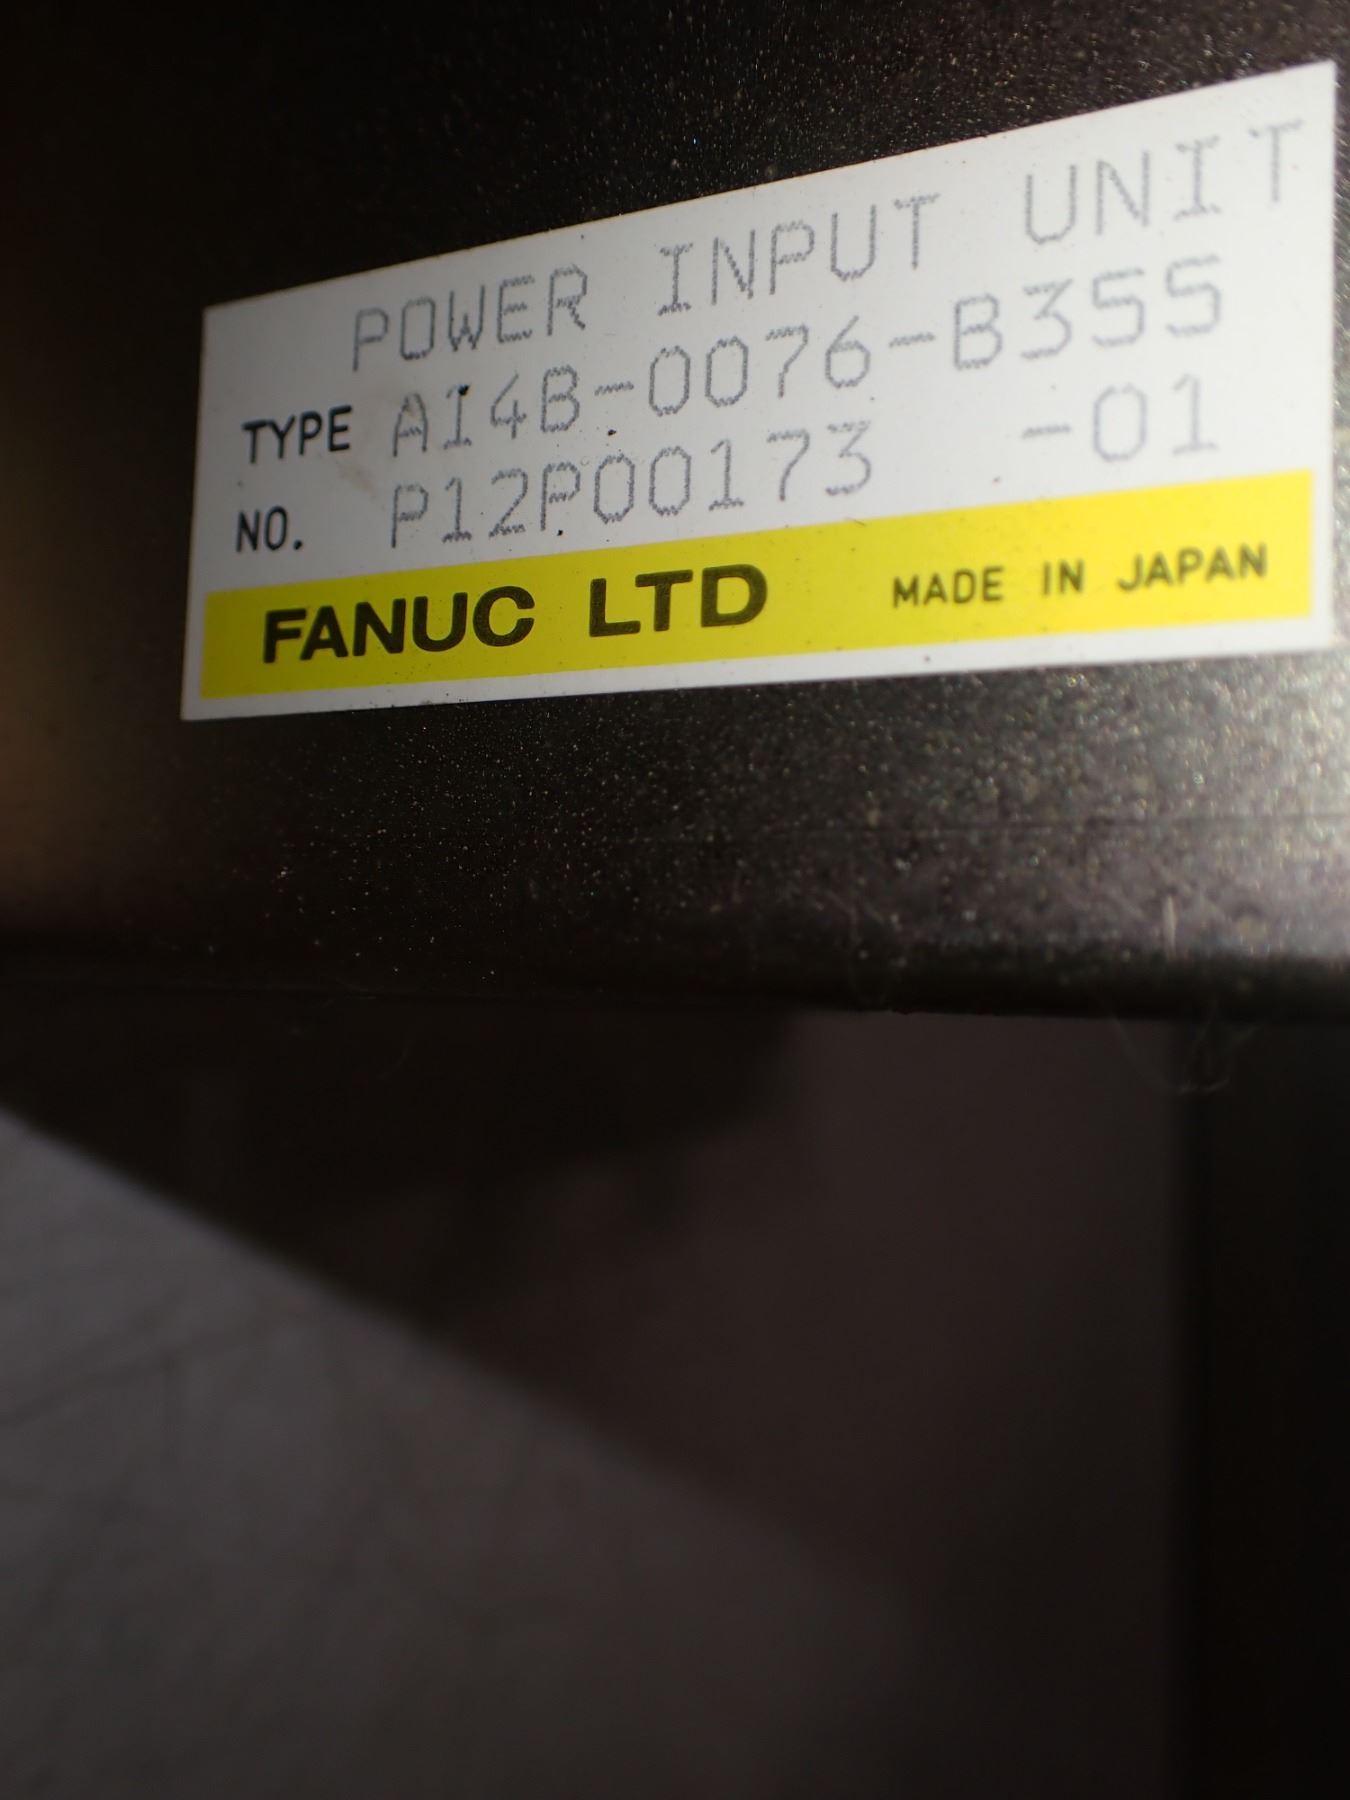 POWER INPUT UNIT
TYPE A14B-0076-B355
NO. P12P00173 -01
FANUC LTD MADE IN JAPAN